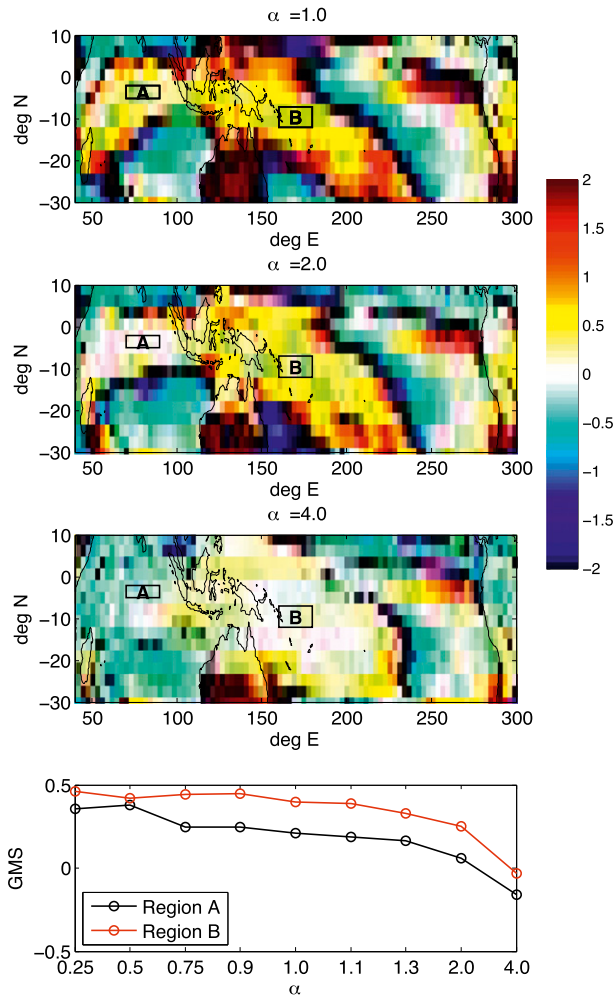 α =1.0
10
0
−10
−20
−30
deg N
A
B
50 100 150 200 250 300
deg E
α =2.0
10
0
−10
−20
−30
deg N
A
B
50 100 150 200 250 300
deg E
2
1.5
1
0.5
0
−0.5
−1
−1.5
−2
α =4.0
10
0
−10
−20
−30
deg N
A
B
50 100 150 200 250 300
deg E
0.5
0
−0.5
GMS
Region A
Region B
0.25 0.5 0.75 0.9 1.0 1.1 1.3 2.0 4.0
α